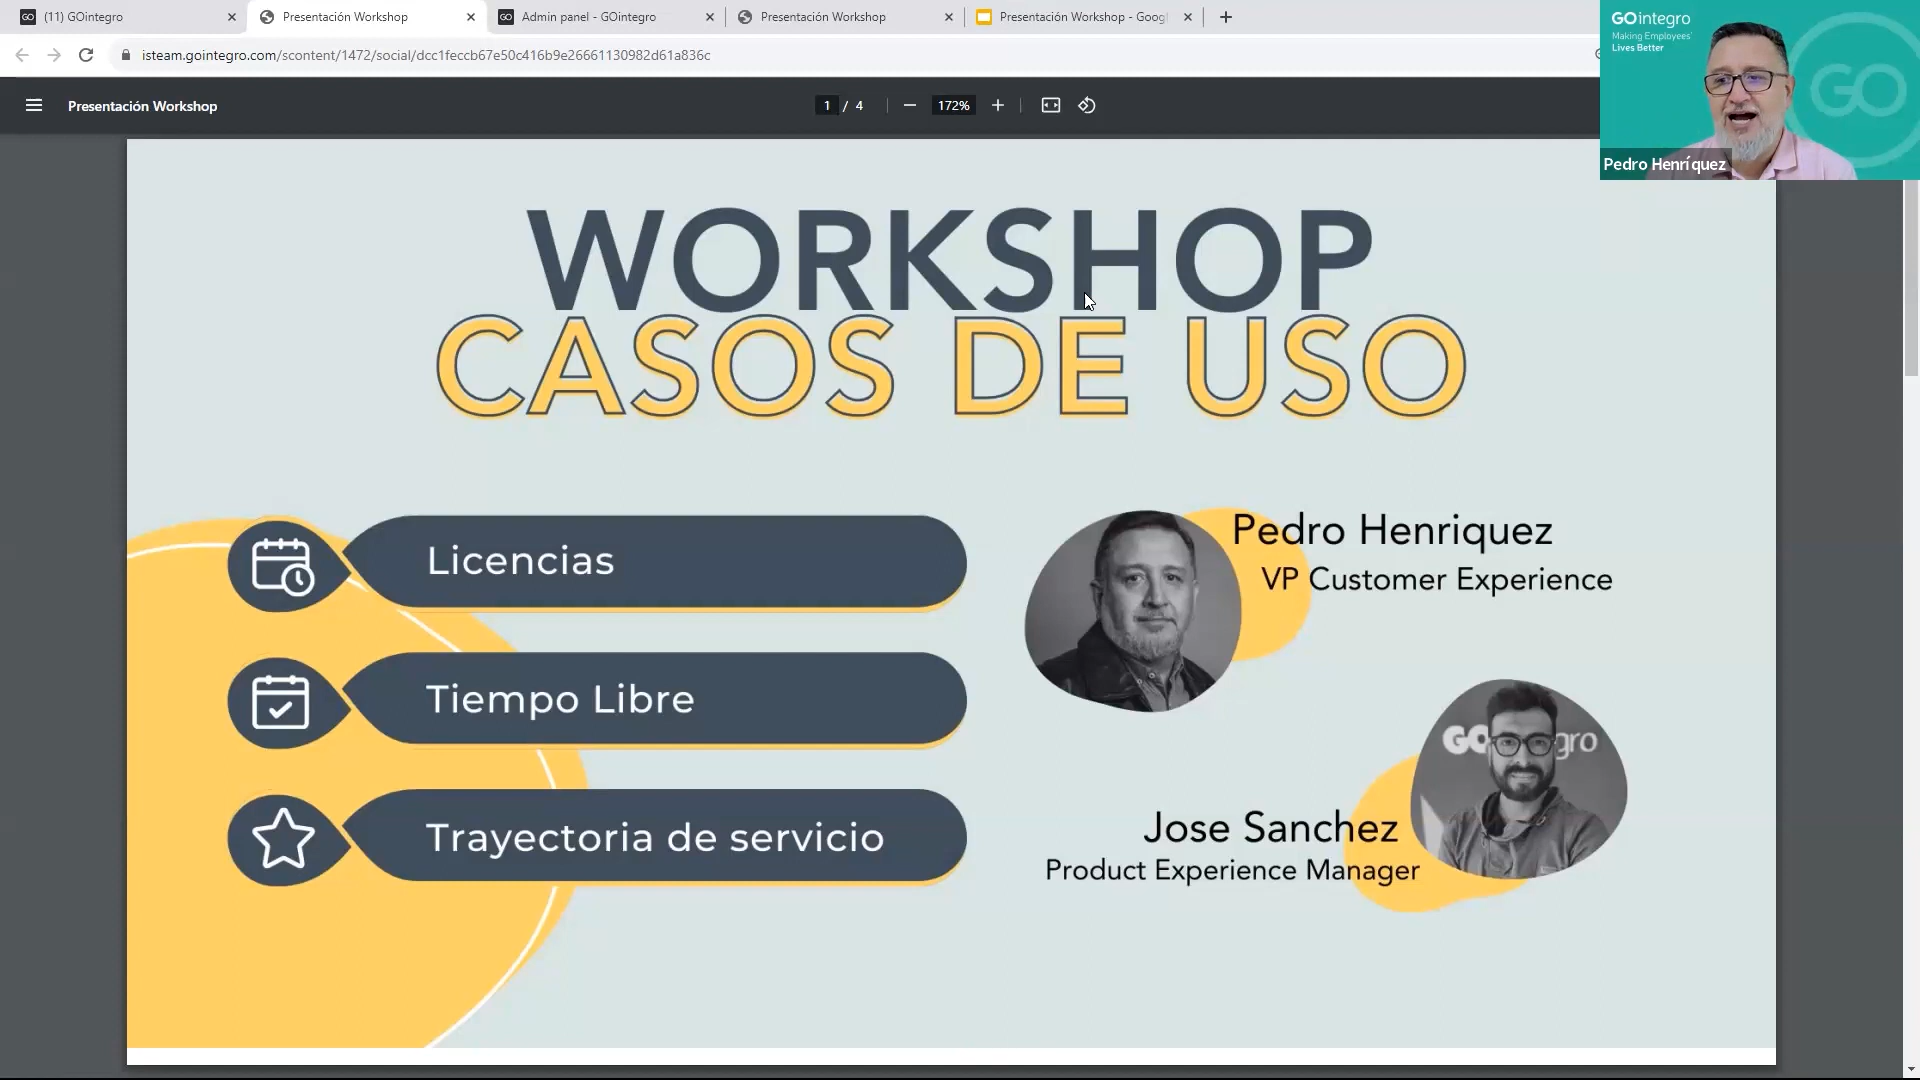 (11) GOintegro
Presentación Workshop
Admin panel - GOintegro
Presentación Workshop
Presentación Workshop - Goog
isteam.gointegro.com/scontent/1472/social/dcc1feccb67e50c416b9e26661130982d61a836c
Presentación Workshop
1 / 4
172%
GOintegro
Making Employees'
Lives Better
GO
Pedro Henríquez
WORKSHOP
CASOS DE USO
Licencias
Tiempo Libre
Trayectoria de servicio
Pedro Henriquez
VP Customer Experience
Jose Sanchez
Product Experience Manager